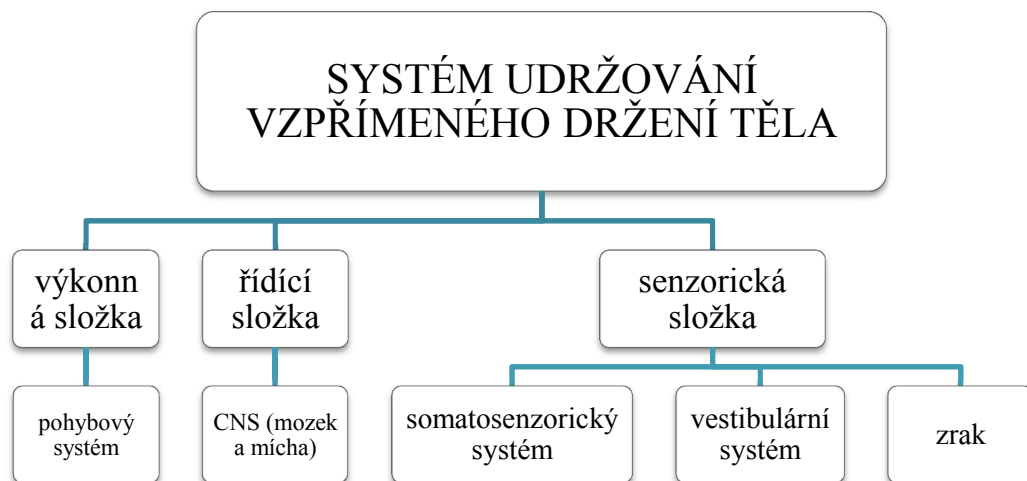 SYSTÉM UDRŽOVÁNÍ
VZPŘÍMENÉHO DRŽENÍ TĚLA
výkonn
á složka
řídící
složka
senzorická
složka
pohybový
systém
CNS (mozek
a mícha)
somatosenzorický
systém
vestibulární
systém
zrak